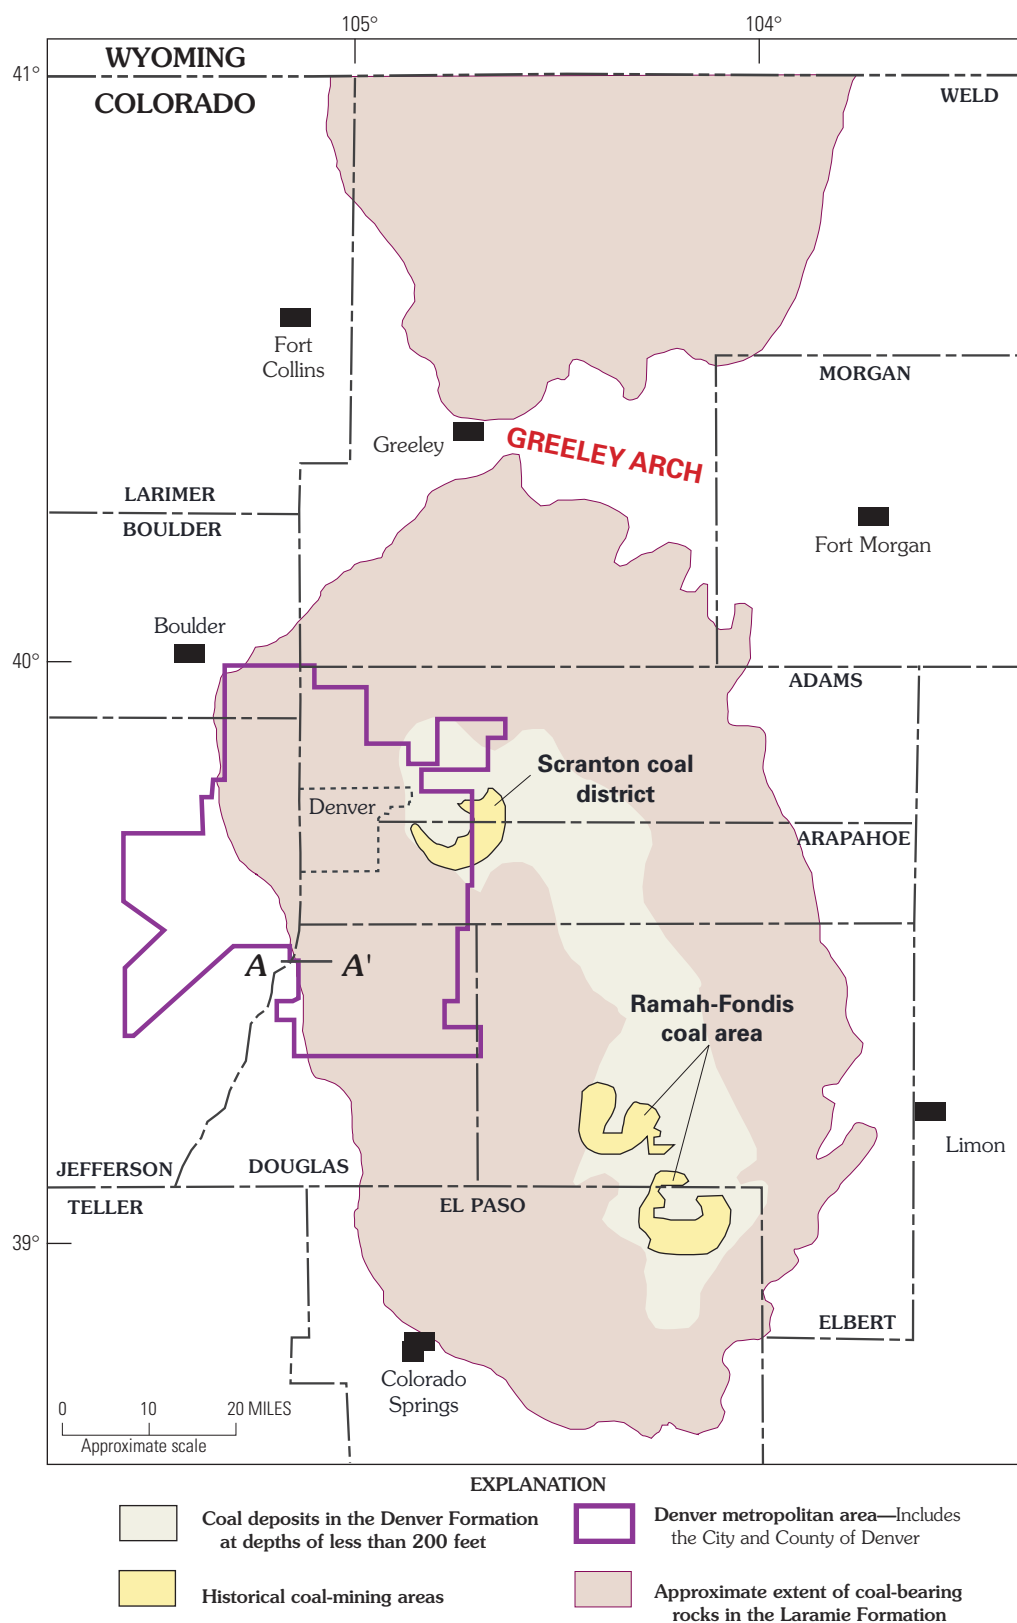 105°
104°
WYOMING
41°
COLORADO
WELD
Fort
Collins
MORGAN
Greeley
GREELEY ARCH
LARIMER
BOULDER
Fort Morgan
Boulder
40°
ADAMS
Scranton coal
district
Denver
ARAPAHOE
A
A'
Ramah-Fondis
coal area
Limon
JEFFERSON
DOUGLAS
TELLER
EL PASO
39°
ELBERT
Colorado
Springs
0
10
20 MILES
Approximate scale
EXPLANATION
Coal deposits in the Denver Formation
at depths of less than 200 feet
Denver metropolitan area—Includes
the City and County of Denver
Historical coal-mining areas
Approximate extent of coal-bearing
rocks in the Laramie Formation